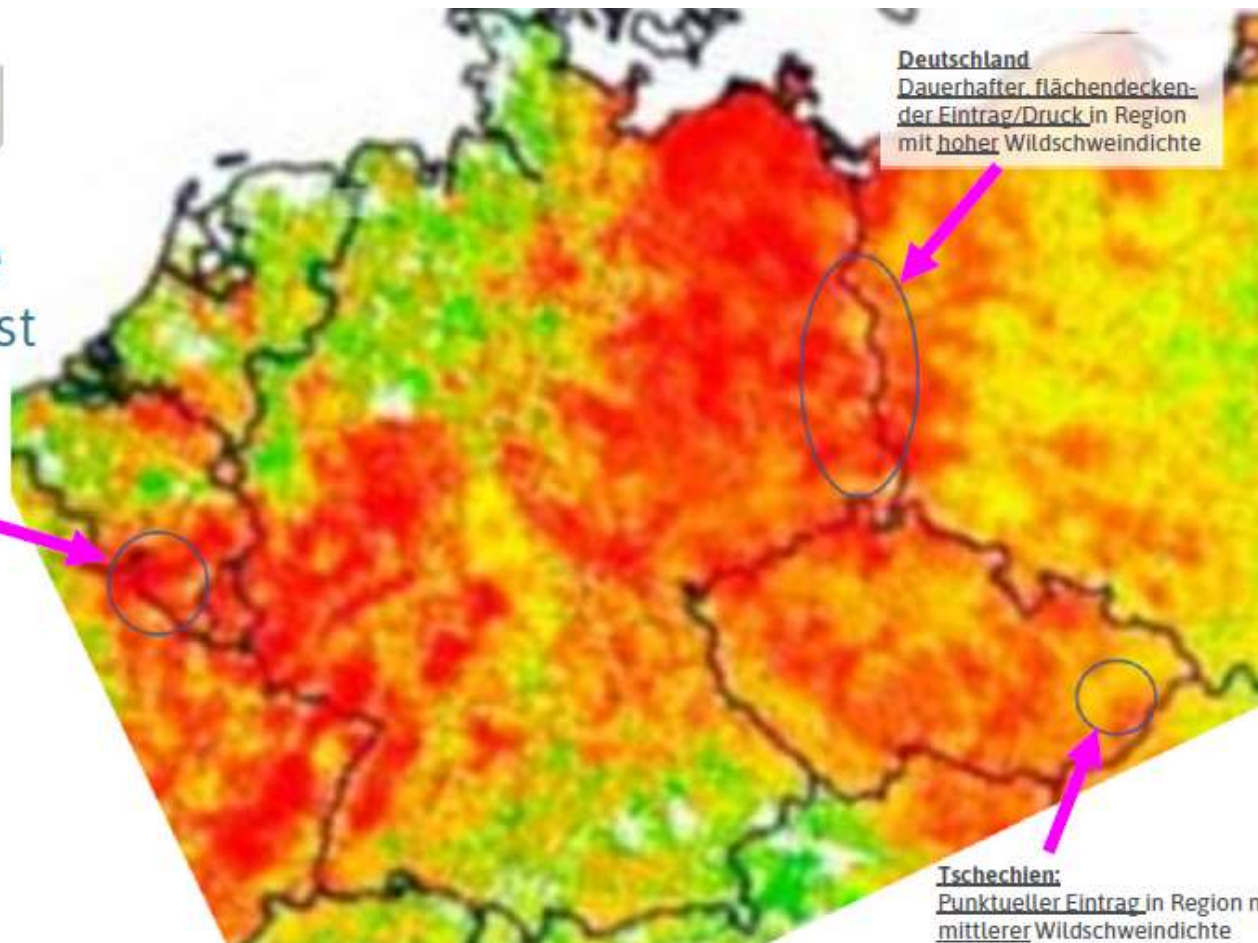 st
Deutschland
Dauerhafter, flächendecken-
der Eintrag/Druck in Region
mit hoher Wildschweindichte
Tschechien:
Punktueller Eintrag in Region
mittlerer Wildschweindichte